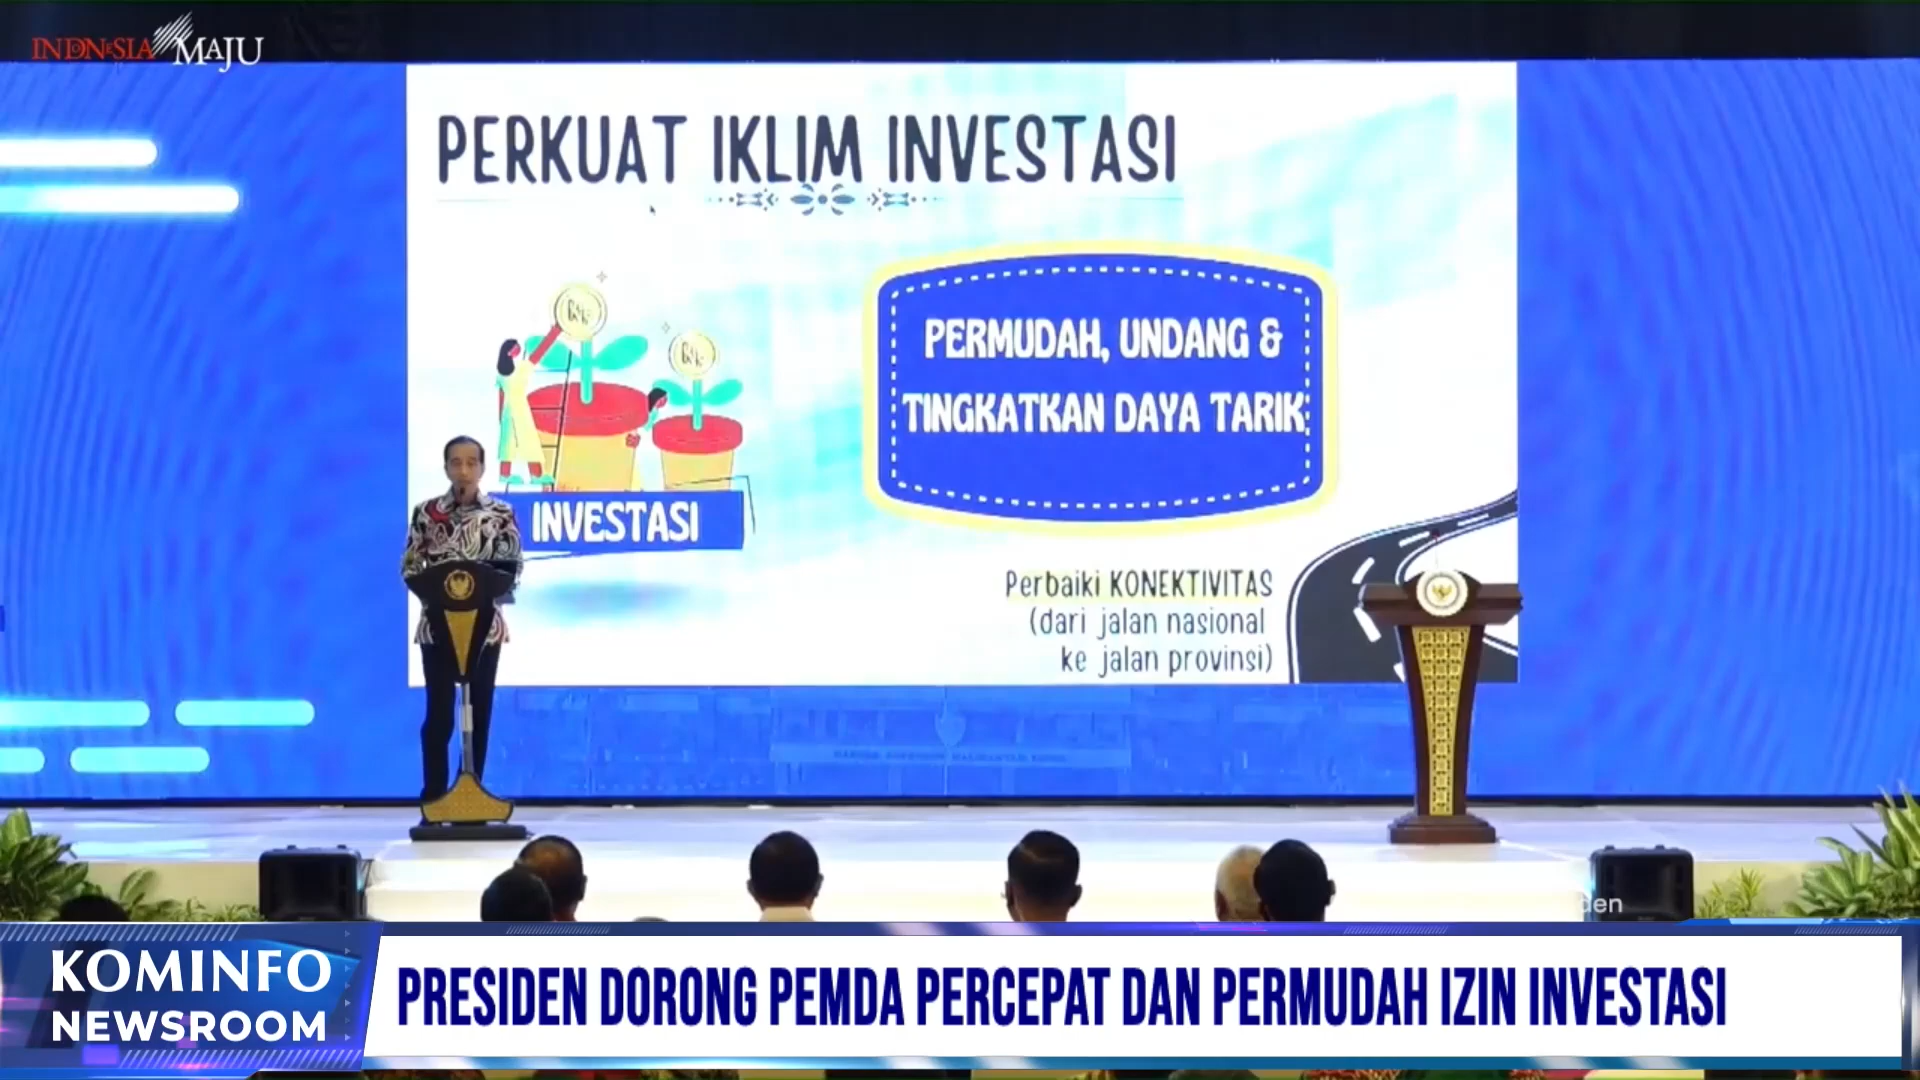 INDONESIA MAJU
PERKUAT IKLIM INVESTASI
PERMUDAH, UNDANG &
TINGKATKAN DAYA TARIK
INVESTASI
Perbaiki KONEKTIVITAS
(dari jalan nasional
ke jalan provinsi)
den
KOMINFO
NEWSROOM
PRESIDEN DORONG PEMDA PERCEPAT DAN PERMUDAH IZIN INVESTASI